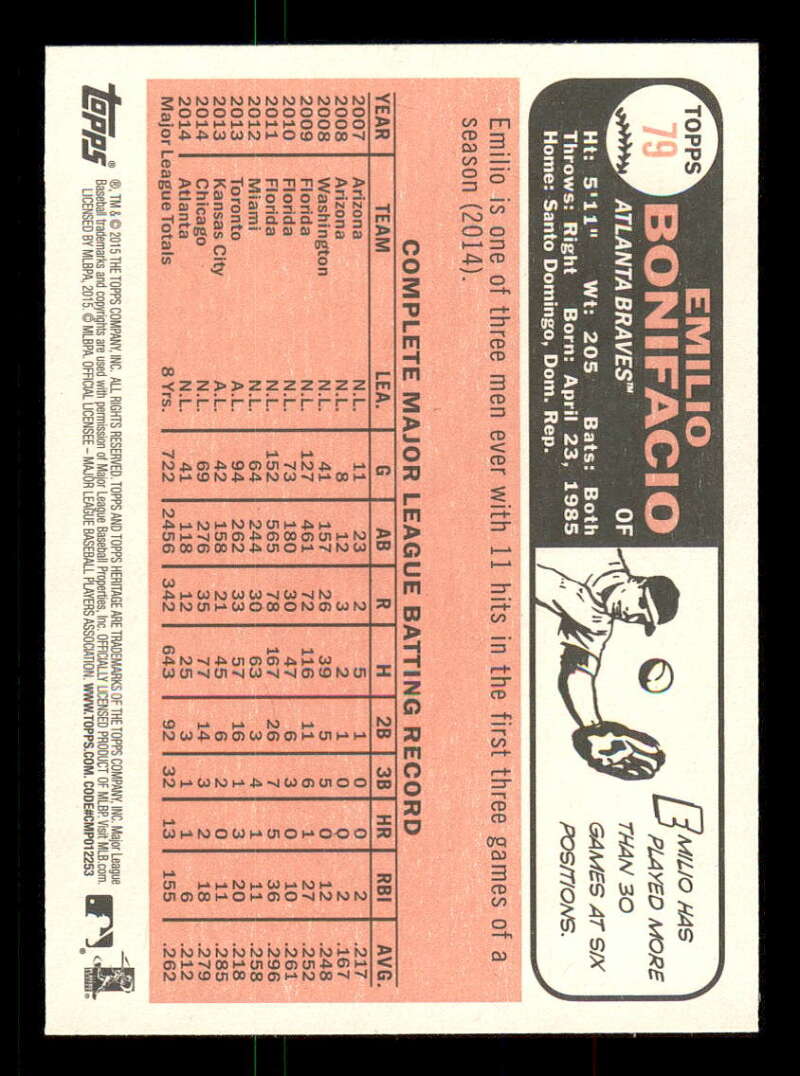 TOPPS
79
EMILIO
BONIFACIO
ATLANTA BRAVES™ OF
Ht: 5'11" Wt: 205 Bats: Both
Throws: Right Born: April 23, 1985
Home: Santo Domingo, Dom. Rep.
EMILIO HAS
PLAYED MORE
THAN 30
GAMES AT SIX
POSITIONS.
Emilio is one of three men ever with 11 hits in the first three games of a
season (2014).
COMPLETE MAJOR LEAGUE BATTING RECORD
YEAR TEAM LEA. G AB R H 2B 3B HR RBI AVG.
2007 Arizona N.L. 11 23 2 5 1 0 0 2 .217
2008 Arizona N.L. 8 12 3 2 1 0 0 2 .167
2008 Washington N.L. 41 157 26 39 5 5 0 12 .248
2009 Florida N.L. 127 461 72 116 11 6 1 27 .252
2010 Florida N.L. 73 180 30 47 6 3 0 10 .261
2011 Florida N.L. 152 565 78 167 26 7 5 36 .296
2012 Miami N.L. 64 244 30 63 3 4 1 11 .258
2013 Toronto A.L. 94 262 33 57 16 1 3 20 .218
2013 Kansas City A.L. 42 158 21 45 6 2 0 11 .285
2014 Chicago N.L. 69 276 35 77 14 3 2 18 .279
2014 Atlanta N.L. 41 118 12 25 3 1 1 6 .212
Major League Totals 8 Yrs. 722 2456 342 643 92 32 13 155 .262
topps®
®, TM & © 2015 THE TOPPS COMPANY, INC. ALL RIGHTS RESERVED. TOPPS AND TOPPS HERITAGE ARE TRADEMARKS OF THE TOPPS COMPANY, INC. Major League
Baseball trademarks and copyrights are used with permission of Major League Baseball Properties, Inc. OFFICIALLY LICENSED PRODUCT OF MLBP. Visit MLB.com.
LICENSED BY MLBPA, 2015. © MLBPA. OFFICIAL LICENSEE – MAJOR LEAGUE BASEBALL PLAYERS ASSOCIATION. WWW.TOPPS.COM. CODE#CMP012253